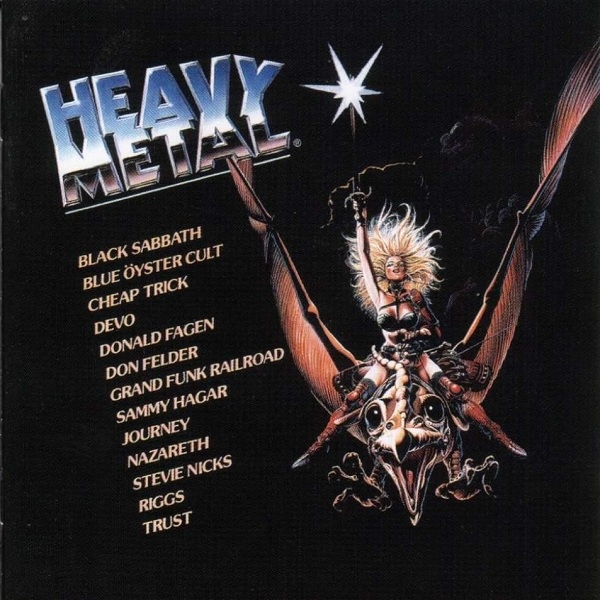 HEAVY
METAL®
BLACK SABBATH
BLUE ÖYSTER CULT
CHEAP TRICK
DEVO
DONALD FAGEN
DON FELDER
GRAND FUNK RAILROAD
SAMMY HAGAR
JOURNEY
NAZARETH
STEVIE NICKS
RIGGS
TRUST